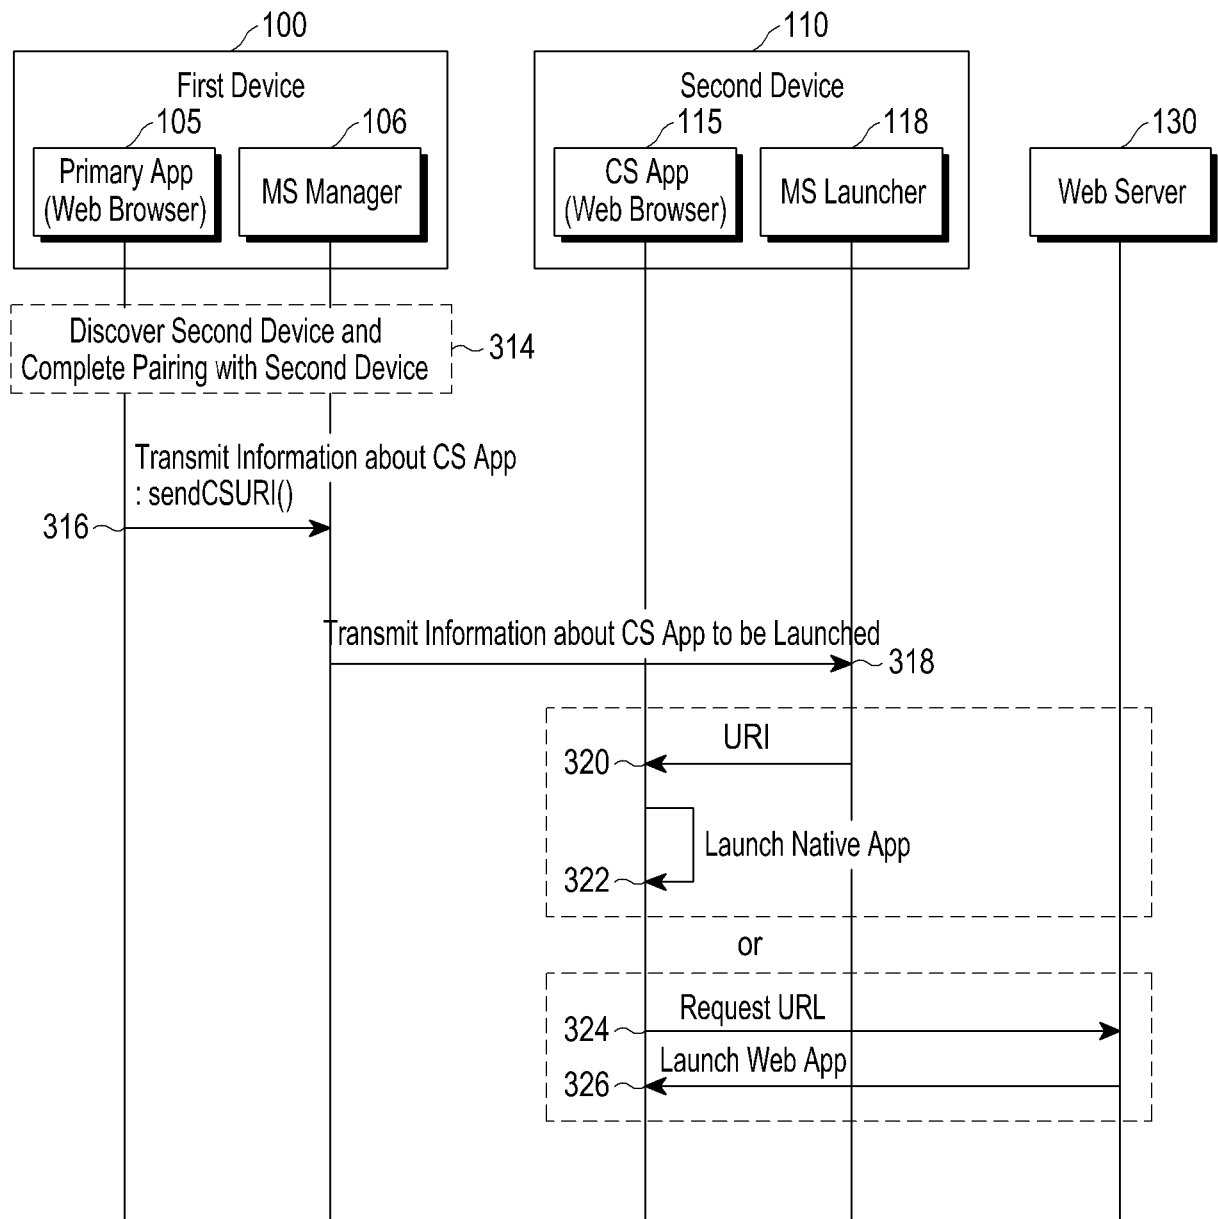 100
110
First Device
Second Device
105
106
115
118
130
Primary App
(Web Browser)
MS Manager
CS App
(Web Browser)
MS Launcher
Web Server
Discover Second Device and
Complete Pairing with Second Device
314
Transmit Information about CS App
: sendCSURI()
316
Transmit Information about CS App to be Launched
318
URI
320
Launch Native App
322
or
Request URL
324
Launch Web App
326